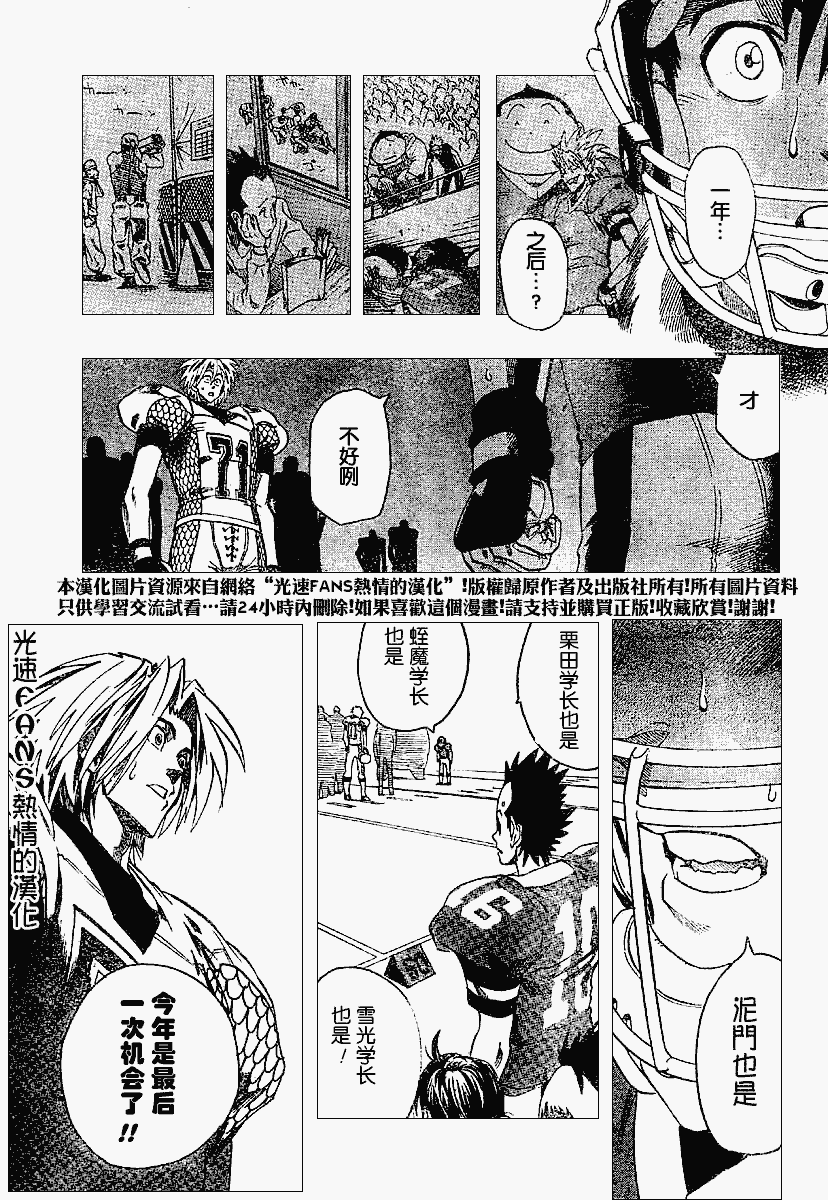 一年…
之后…?
才
不好咧
本漢化圖片資源來自網絡“光速FANS熱情的漢化”!版權歸原作者及出版社所有!所有圖片資料
只供學習交流試看…請24小時內刪除!如果喜歡這個漫畫!請支持並購買正版!收藏欣賞!謝謝!
泥門也是
栗田学长也是
蛭魔学长
也是
16
16
雪光学长
也是!
71
今年是最后
一次机会了!!
光速FANS熱情的漢化